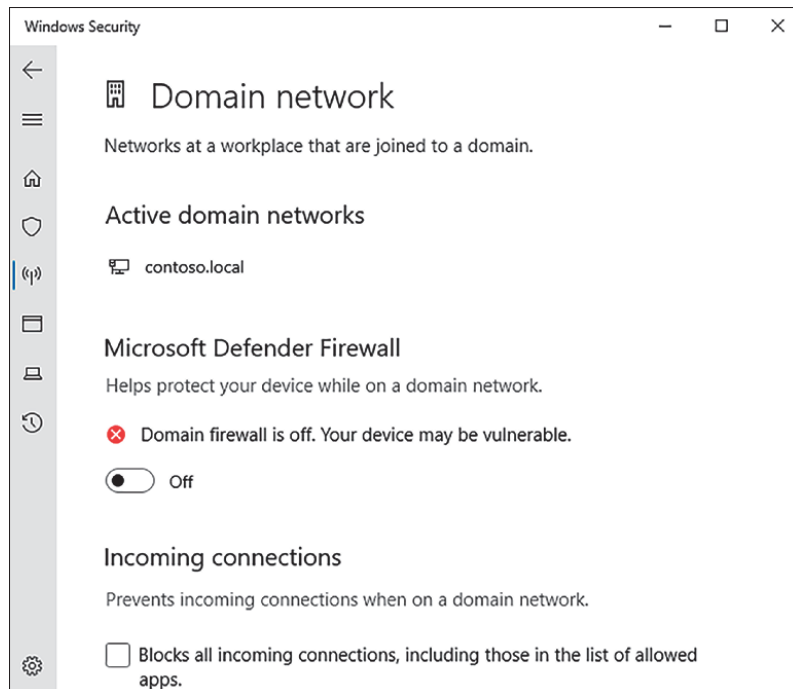 Windows Security
Domain network
Networks at a workplace that are joined to a domain.
Active domain networks
contoso.local
Microsoft Defender Firewall
Helps protect your device while on a domain network.
Domain firewall is off. Your device may be vulnerable.
Off
Incoming connections
Prevents incoming connections when on a domain network.
Blocks all incoming connections, including those in the list of allowed
apps.